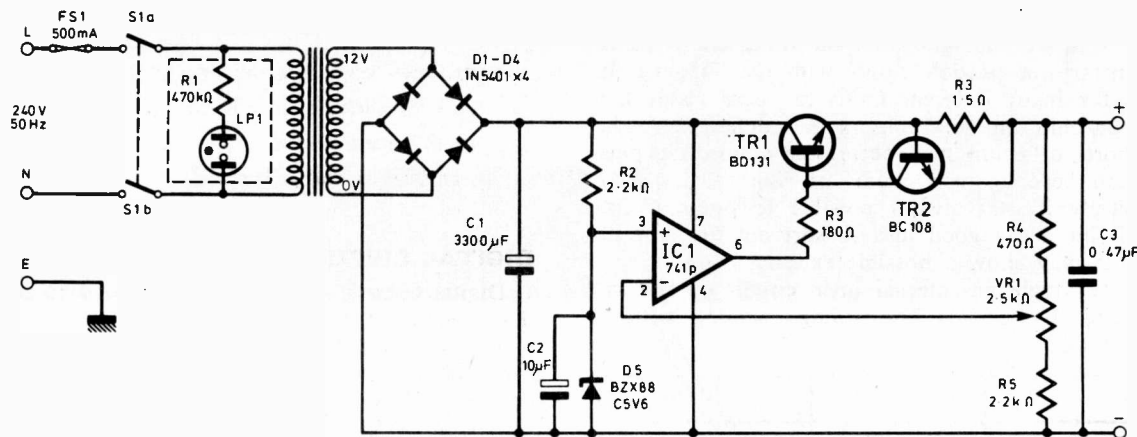 FS1
500mA
S1a
L
240V
50Hz
N
E
S1b
R1
470kΩ
LP1
12V
0V
D1-D4
1N5401 x4
C1
3300µF
R2
2·2kΩ
C2
10µF
D5
BZX88
C5V6
3
+
IC1
741p
2
-
7
6
4
TR1
BD131
R3
180Ω
TR2
BC108
R3
1·5Ω
R4
470Ω
VR1
2·5kΩ
R5
2·2kΩ
C3
0·47µF
+
-